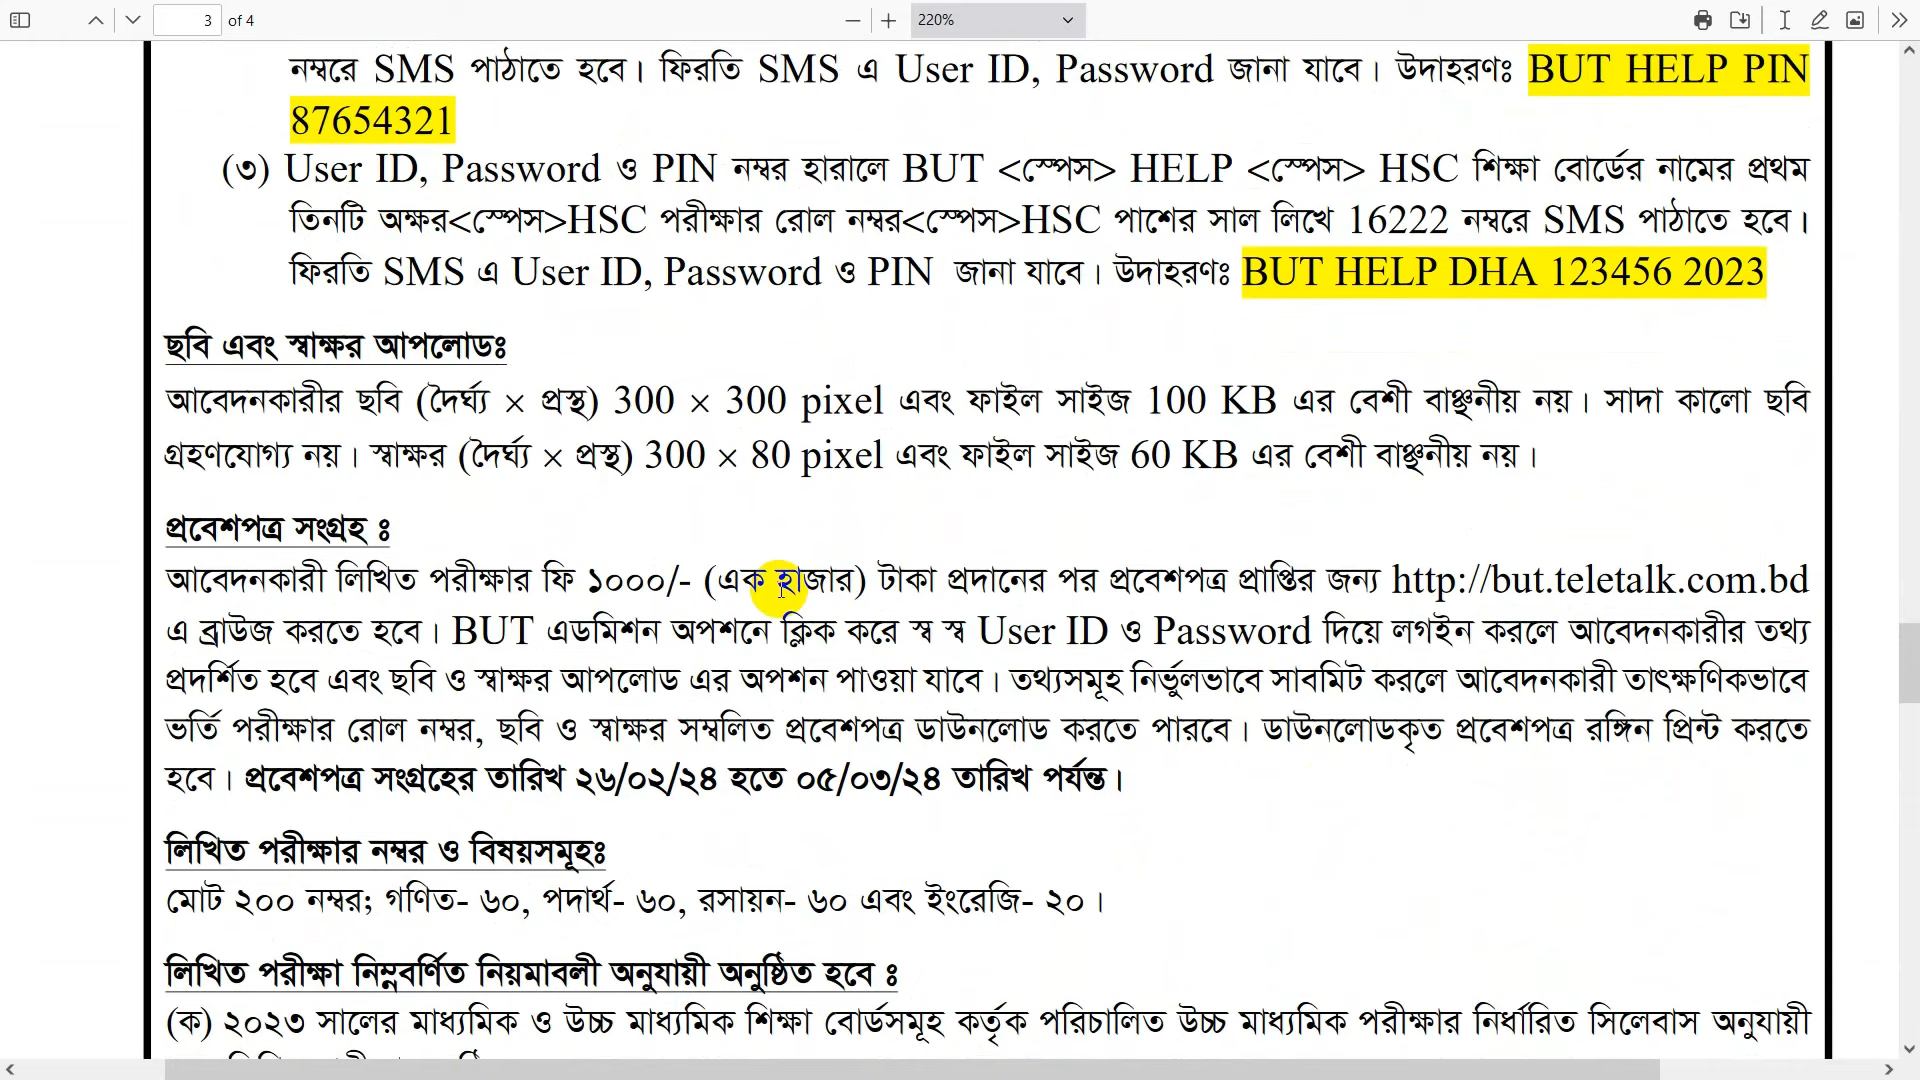 3 of 4
220%
নম্বরে SMS পাঠাতে হবে। ফিরতি SMS এ User ID, Password জানা যাবে। উদাহরণঃ BUT HELP PIN
87654321
(৩) User ID, Password ও PIN নম্বর হারালে BUT <স্পেস> HELP <স্পেস> HSC শিক্ষা বোর্ডের নামের প্রথম
তিনটি অক্ষর<স্পেস>HSC পরীক্ষার রোল নম্বর<স্পেস>HSC পাশের সাল লিখে 16222 নম্বরে SMS পাঠাতে হবে।
ফিরতি SMS এ User ID, Password ও PIN জানা যাবে। উদাহরণঃ BUT HELP DHA 123456 2023
ছবি এবং স্বাক্ষর আপলোডঃ
আবেদনকারীর ছবি (দৈর্ঘ্য × প্রস্থ) 300 × 300 pixel এবং ফাইল সাইজ 100 KB এর বেশী বাঞ্ছনীয় নয়। সাদা কালো ছবি
গ্রহণযোগ্য নয়। স্বাক্ষর (দৈর্ঘ্য × প্রস্থ) 300 × 80 pixel এবং ফাইল সাইজ 60 KB এর বেশী বাঞ্ছনীয় নয়।
প্রবেশপত্র সংগ্রহ ঃ
আবেদনকারী লিখিত পরীক্ষার ফি ১০০০/- (এক হাজার) টাকা প্রদানের পর প্রবেশপত্র প্রাপ্তির জন্য http://but.teletalk.com.bd
এ ব্রাউজ করতে হবে। BUT এডমিশন অপশনে ক্লিক করে স্ব স্ব User ID ও Password দিয়ে লগইন করলে আবেদনকারীর তথ্য
প্রদর্শিত হবে এবং ছবি ও স্বাক্ষর আপলোড এর অপশন পাওয়া যাবে। তথ্যসমূহ নির্ভুলভাবে সাবমিট করলে আবেদনকারী তাৎক্ষণিকভাবে
ভর্তি পরীক্ষার রোল নম্বর, ছবি ও স্বাক্ষর সম্বলিত প্রবেশপত্র ডাউনলোড করতে পারবে। ডাউনলোডকৃত প্রবেশপত্র রঙ্গিন প্রিন্ট করতে
হবে। প্রবেশপত্র সংগ্রহের তারিখ ২৬/০২/২৪ হতে ০৫/০৩/২৪ তারিখ পর্যন্ত।
লিখিত পরীক্ষার নম্বর ও বিষয়সমূহঃ
মোট ২০০ নম্বর; গণিত- ৬০, পদার্থ- ৬০, রসায়ন- ৬০ এবং ইংরেজি- ২০।
লিখিত পরীক্ষা নিম্নবর্ণিত নিয়মাবলী অনুযায়ী অনুষ্ঠিত হবে ঃ
(ক) ২০২৩ সালের মাধ্যমিক ও উচ্চ মাধ্যমিক শিক্ষা বোর্ডসমূহ কর্তৃক পরিচালিত উচ্চ মাধ্যমিক পরীক্ষার নির্ধারিত সিলেবাস অনুযায়ী